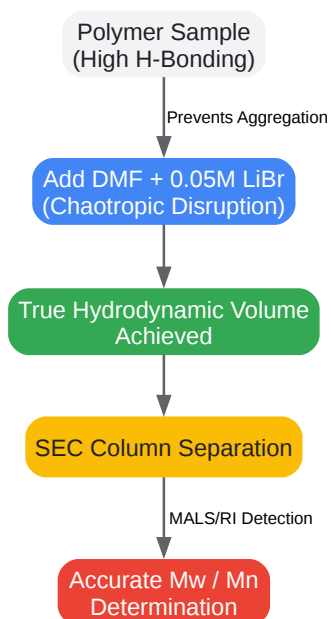 Polymer Sample
(High H-Bonding)
Prevents Aggregation
Add DMF + 0.05M LiBr
(Chaotropic Disruption)
True Hydrodynamic Volume
Achieved
SEC Column Separation
MALS/RI Detection
Accurate Mw / Mn
Determination